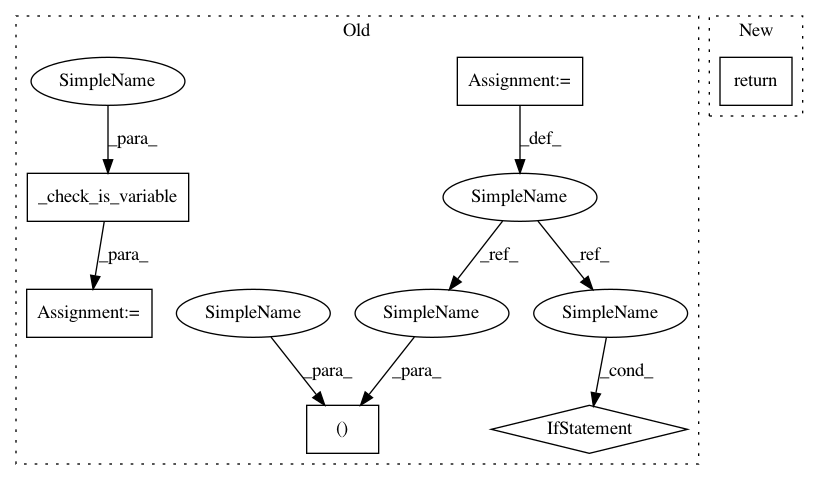 Old
New
SimpleName
Assignment:=
return
_para_
_def_
_check_is_variable
SimpleName
_para_
_ref_
_ref_
Assignment:=
SimpleName
SimpleName
SimpleName
_para_
_para_
_cond_
()
IfStatement